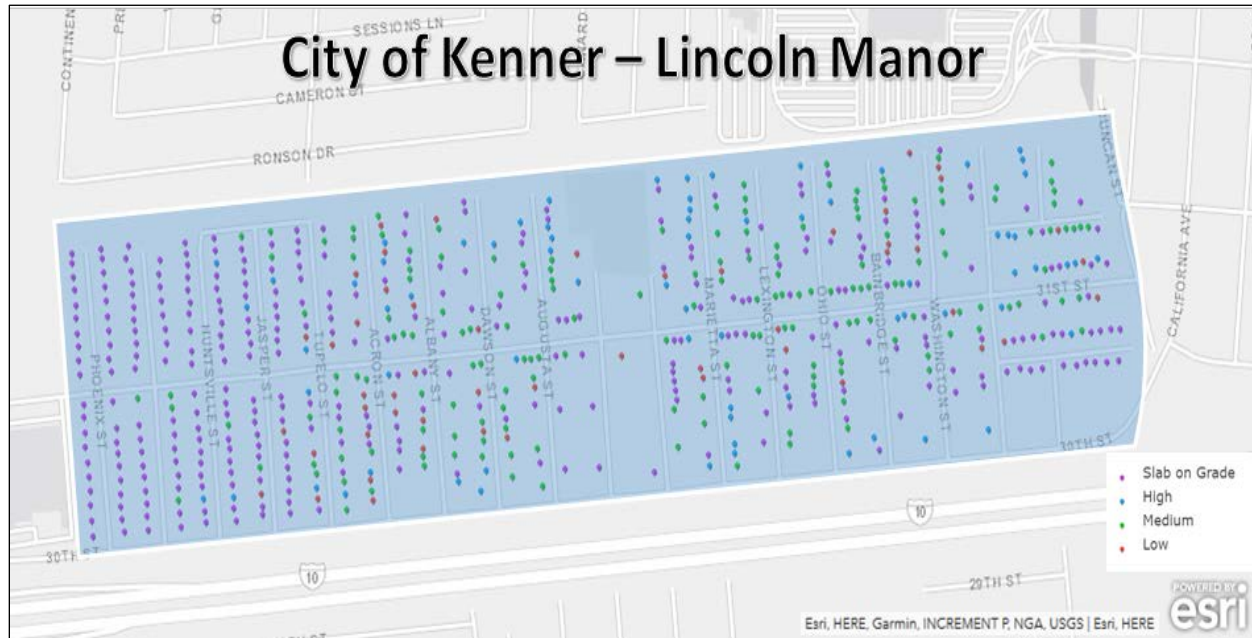 City of Kenner – Lincoln Manor
CONTINEN
PRI
SESSIONS LN
CAMERON CT
RONSON DR
DUNCAN ST
CALIFORNIA AVE
PHOENIX ST
HUNTSVILLE ST
JASPER ST
TUPELO ST
ACRON ST
ALBANY ST
DAWSON ST
AUGUSTA ST
MARIETTA ST
LEXINGTON ST
OHIO ST
BAINBRIDGE ST
WASHINGTON ST
31ST ST
30TH ST
30TH ST
10
10
29TH ST
Slab on Grade
High
Medium
Low
POWERED BY
esri
Esri, HERE, Garmin, INCREMENT P, NGA, USGS | Esri, HERE